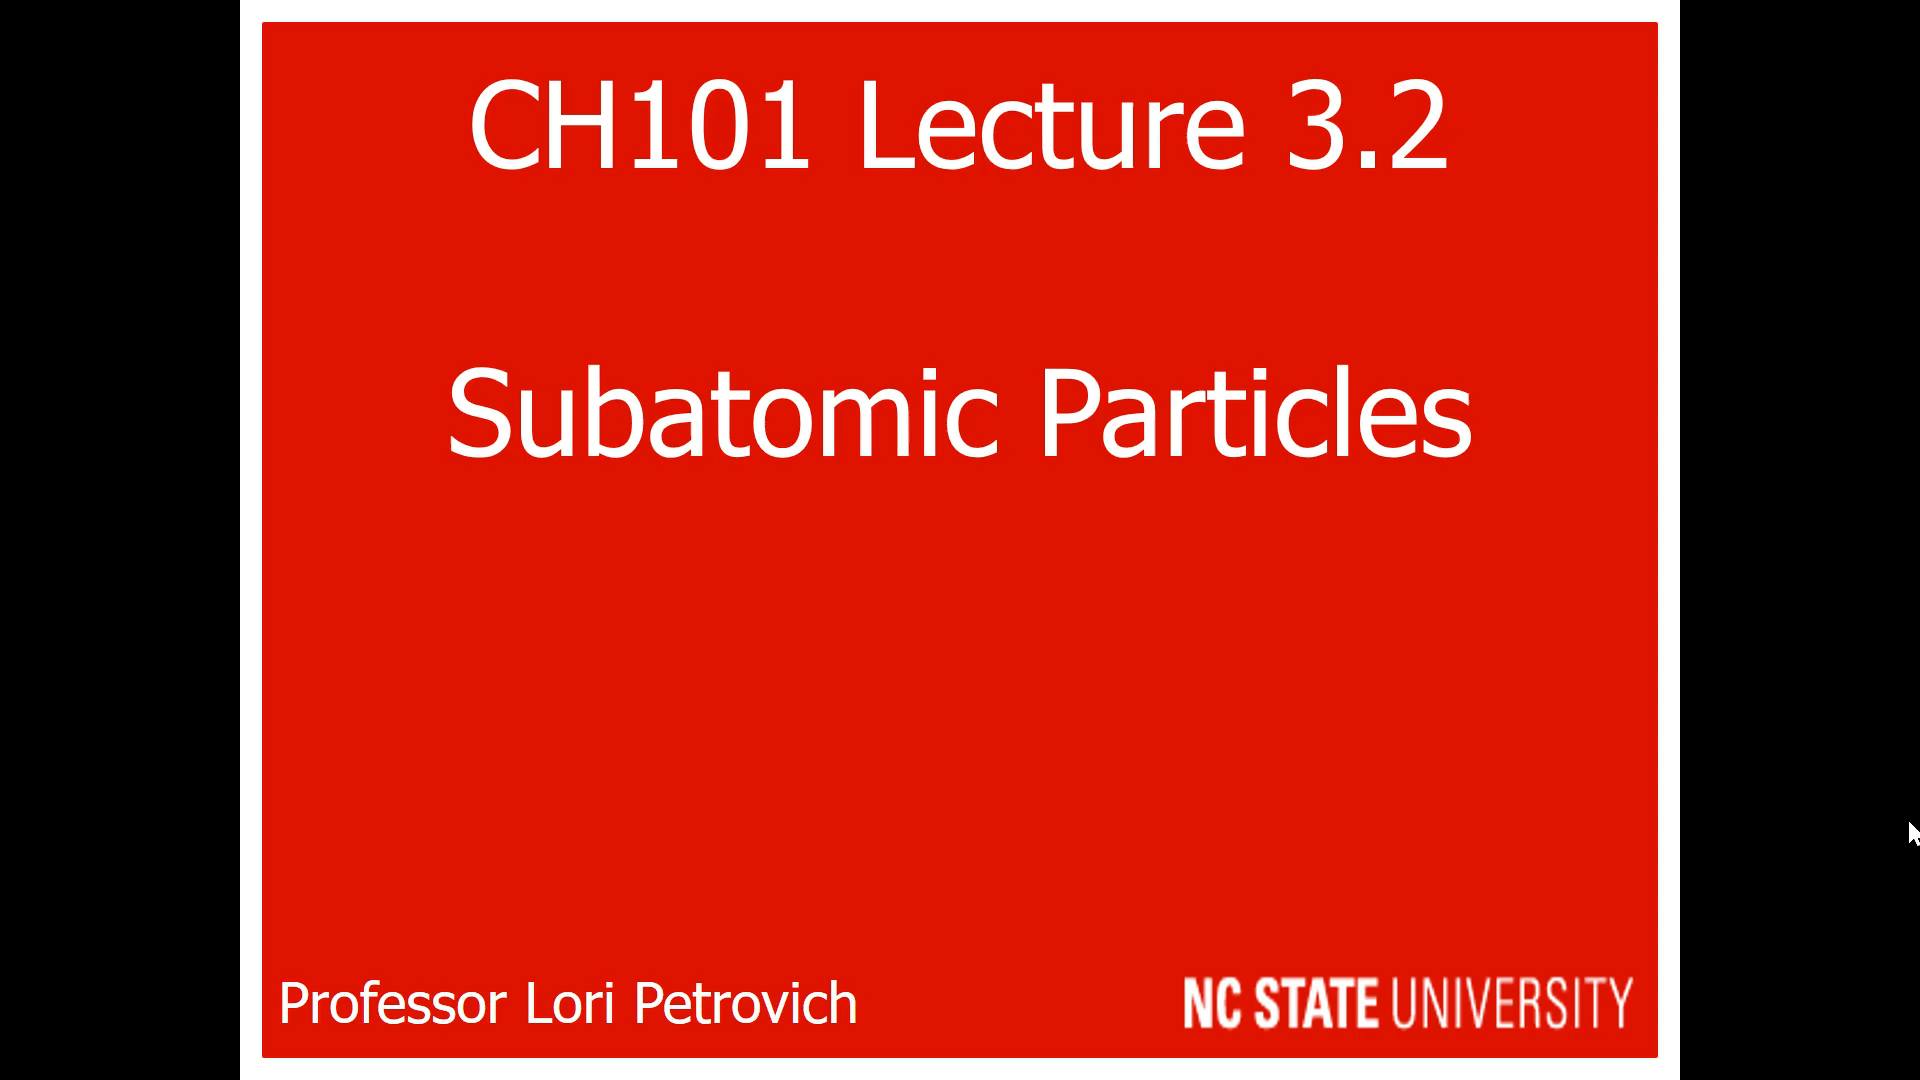 CH101 Lecture 3.2
Subatomic Particles
Professor Lori Petrovich
NC STATE UNIVERSITY